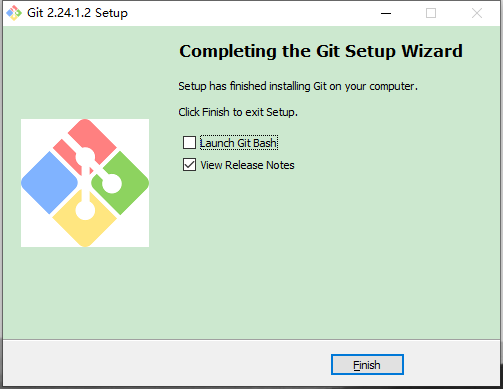 Git 2.24.1.2 Setup
Completing the Git Setup Wizard
Setup has finished installing Git on your computer.
Click Finish to exit Setup.
Launch Git Bash
View Release Notes
Finish